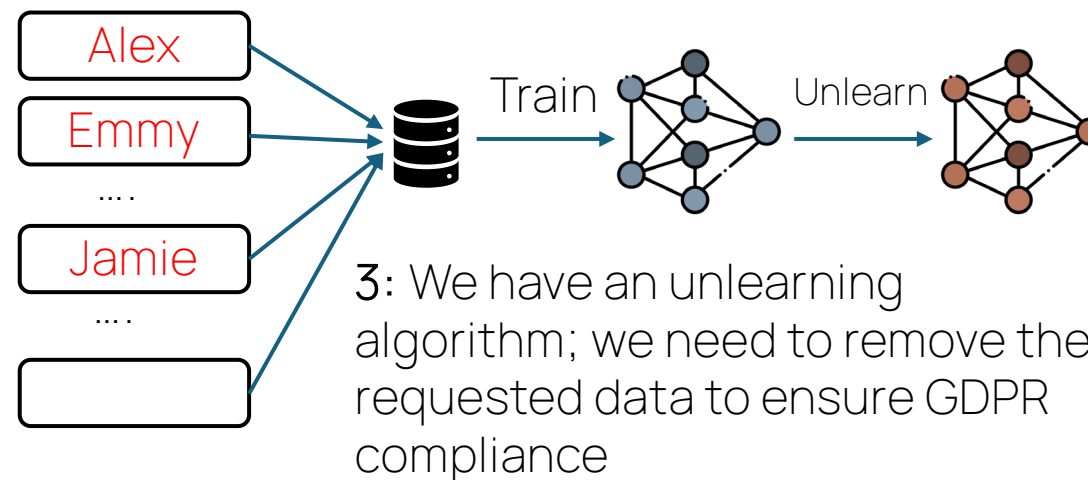 Alex
Emmy
....
Jamie
....
Train
Unlearn
3: We have an unlearning
algorithm; we need to remove the
requested data to ensure GDPR
compliance